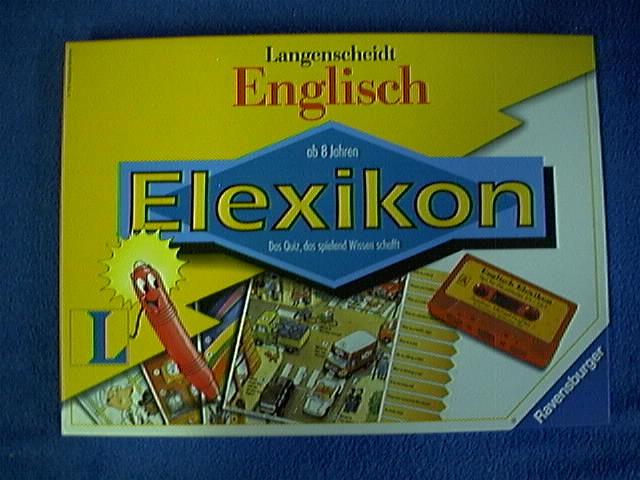 Langenscheidt
Englisch
ab 8 Jahren
Elexikon
Das Quiz, das spielend Wissen schafft
L
Englisch Elexikon
Ravensburger